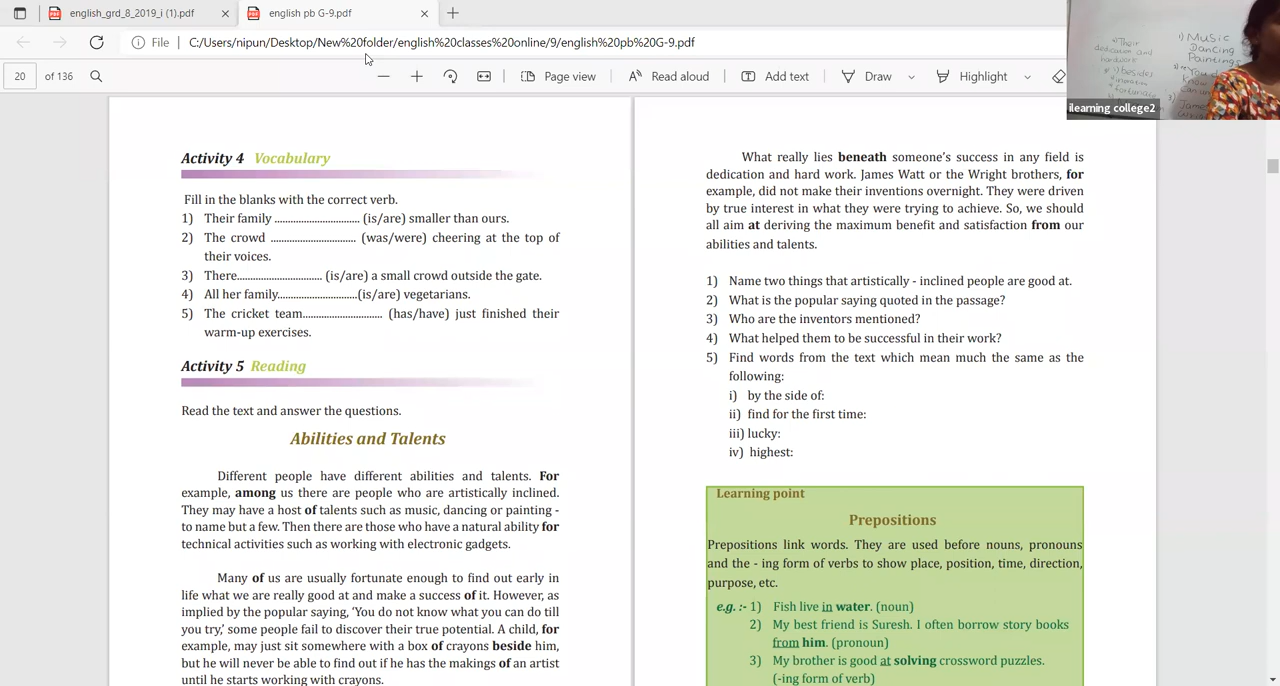 english_grd_8_2019_i (1).pdf
english pb G-9.pdf
File
C:/Users/nipun/Desktop/New%20folder/english%20classes%20online/9/english%20pb%20G-9.pdf
20 of 136
Page view
Read aloud
Add text
Draw
Highlight
1) Music
Dancing
Paintings
Their
dedication and
hardwork
besides
ilearning college2
Activity 4 Vocabulary
Fill in the blanks with the correct verb.
1) Their family .............................. (is/are) smaller than ours.
2) The crowd .............................. (was/were) cheering at the top of
their voices.
3) There.............................. (is/are) a small crowd outside the gate.
4) All her family............................(is/are) vegetarians.
5) The cricket team............................ (has/have) just finished their
warm-up exercises.
Activity 5 Reading
Read the text and answer the questions.
Abilities and Talents
Different people have different abilities and talents. For
example, among us there are people who are artistically inclined.
They may have a host of talents such as music, dancing or painting -
to name but a few. Then there are those who have a natural ability for
technical activities such as working with electronic gadgets.
Many of us are usually fortunate enough to find out early in
life what we are really good at and make a success of it. However, as
implied by the popular saying, ‘You do not know what you can do till
you try,’ some people fail to discover their true potential. A child, for
example, may just sit somewhere with a box of crayons beside him,
but he will never be able to find out if he has the makings of an artist
until he starts working with crayons.
What really lies beneath someone’s success in any field is
dedication and hard work. James Watt or the Wright brothers, for
example, did not make their inventions overnight. They were driven
by true interest in what they were trying to achieve. So, we should
all aim at deriving the maximum benefit and satisfaction from our
abilities and talents.
1) Name two things that artistically - inclined people are good at.
2) What is the popular saying quoted in the passage?
3) Who are the inventors mentioned?
4) What helped them to be successful in their work?
5) Find words from the text which mean much the same as the
following:
i) by the side of:
ii) find for the first time:
iii) lucky:
iv) highest:
Learning point
Prepositions
Prepositions link words. They are used before nouns, pronouns
and the - ing form of verbs to show place, position, time, direction,
purpose, etc.
e.g. :- 1) Fish live in water. (noun)
2) My best friend is Suresh. I often borrow story books
from him. (pronoun)
3) My brother is good at solving crossword puzzles.
(-ing form of verb)